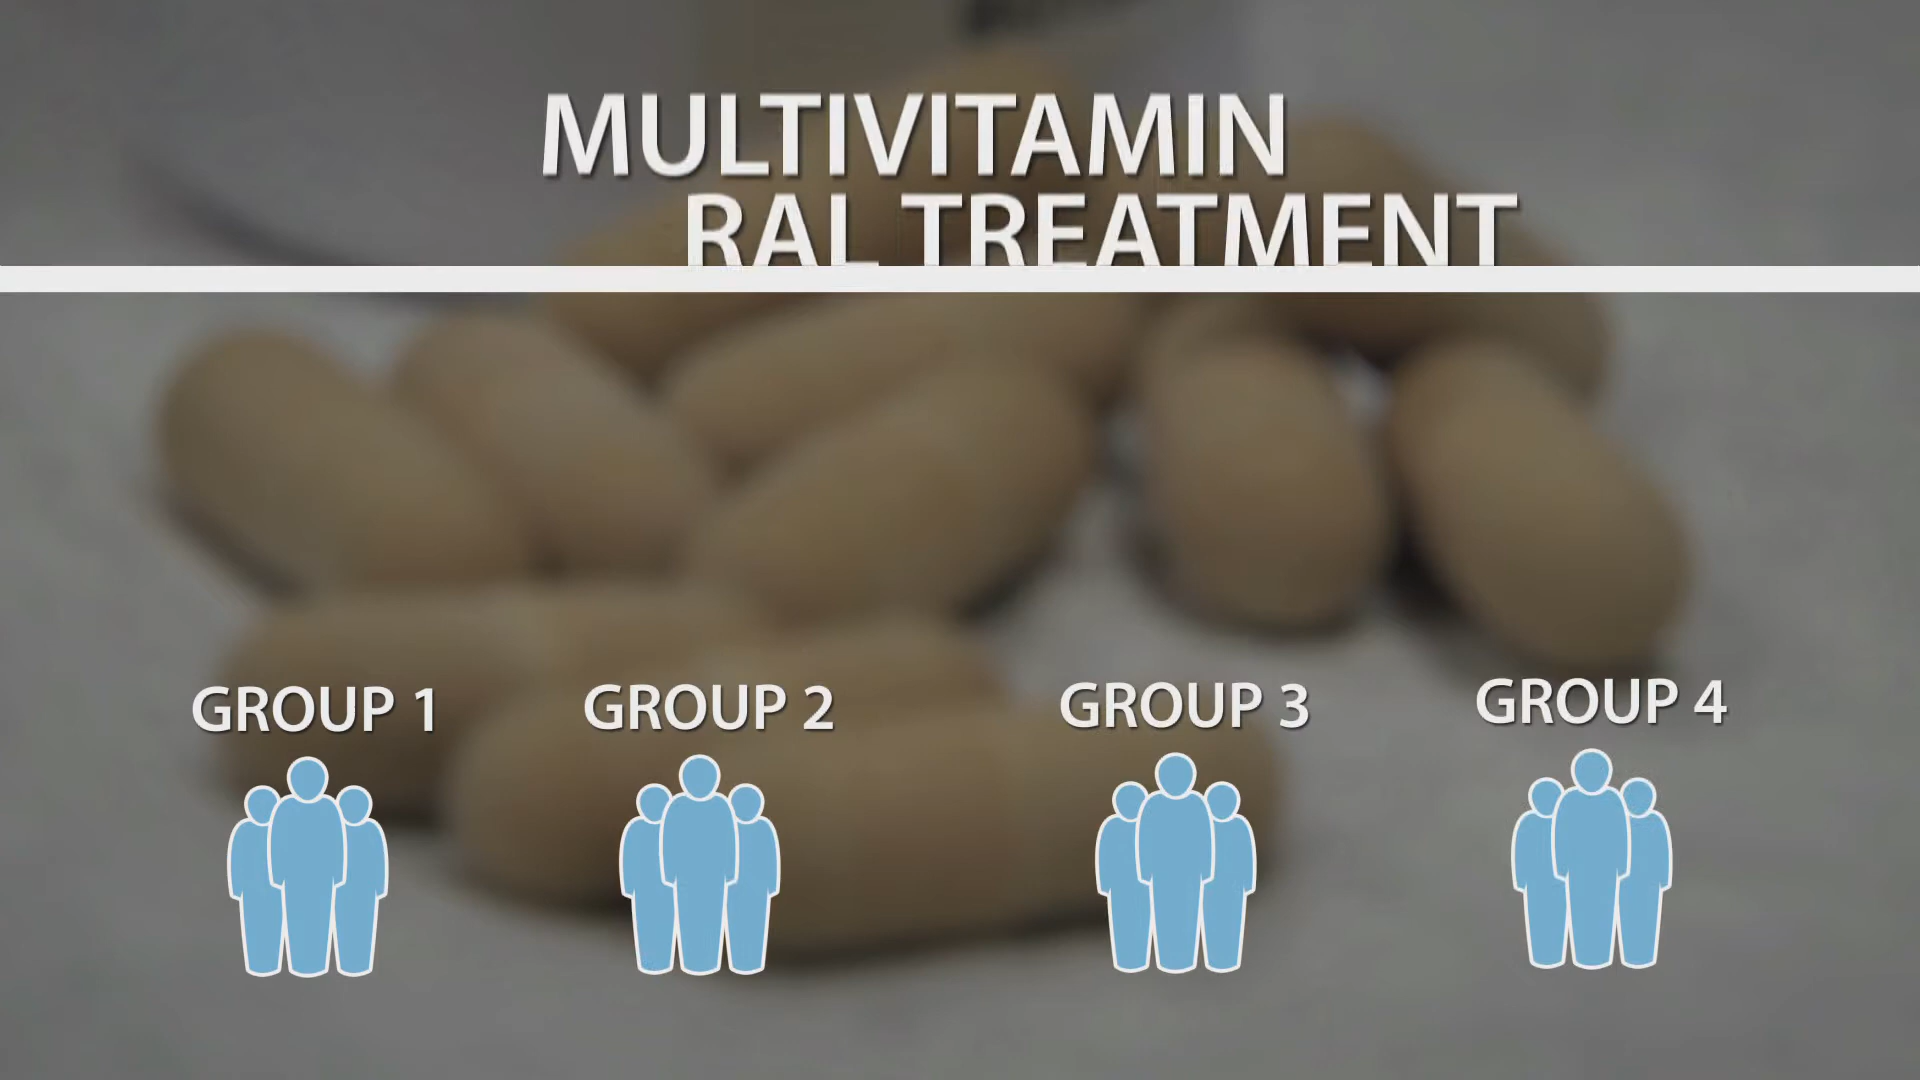 MULTIVITAMIN
RAL TREATMENT
GROUP 1
GROUP 2
GROUP 3
GROUP 4